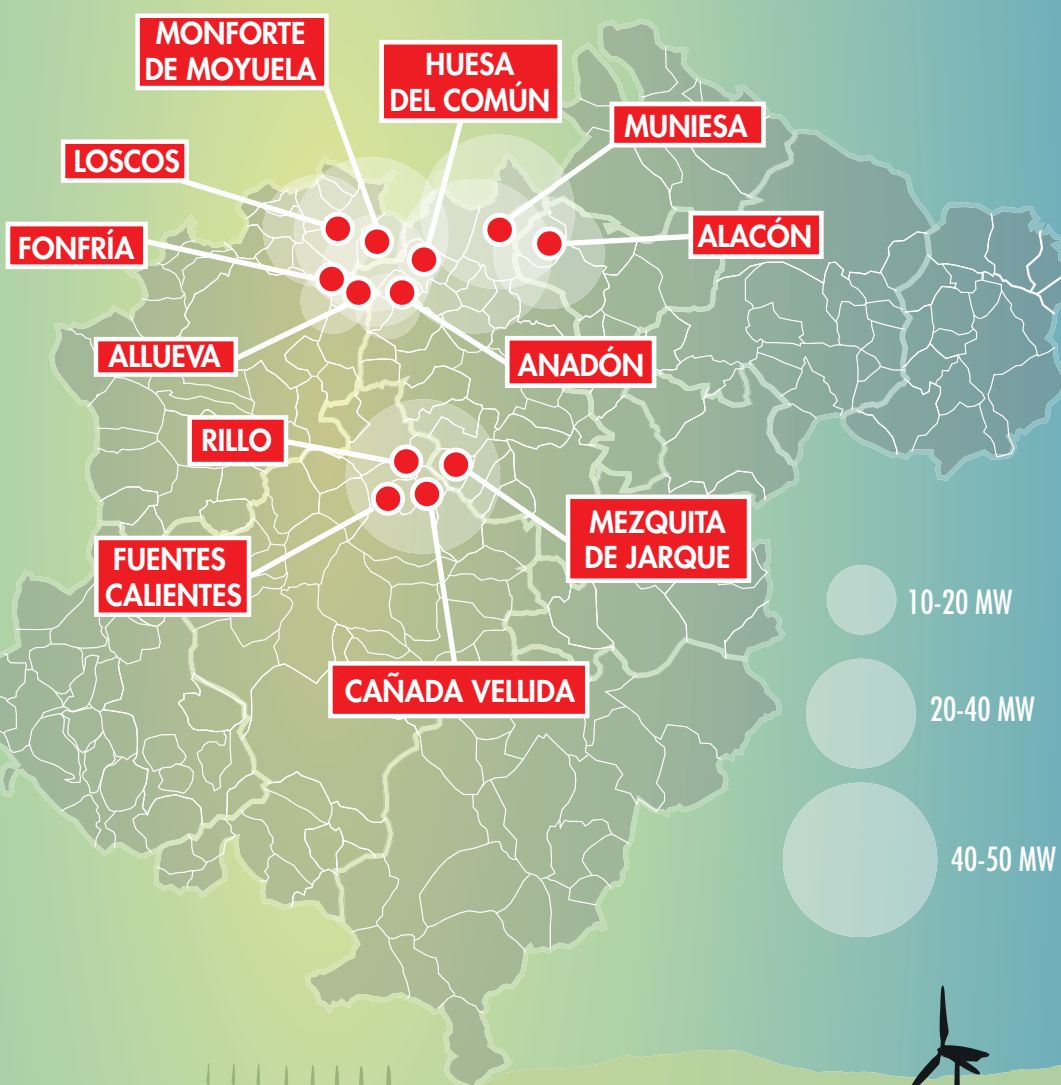 MONFORTE
DE MOYUELA
HUESA
DEL COMÚN
MUNIESA
LOSCOS
FONFRÍA
ALACÓN
ALLUEVA
ANADÓN
RILLO
MEZQUITA
DE JARQUE
FUENTES
CALIENTES
CAÑADA VELLIDA
10-20 MW
20-40 MW
40-50 MW